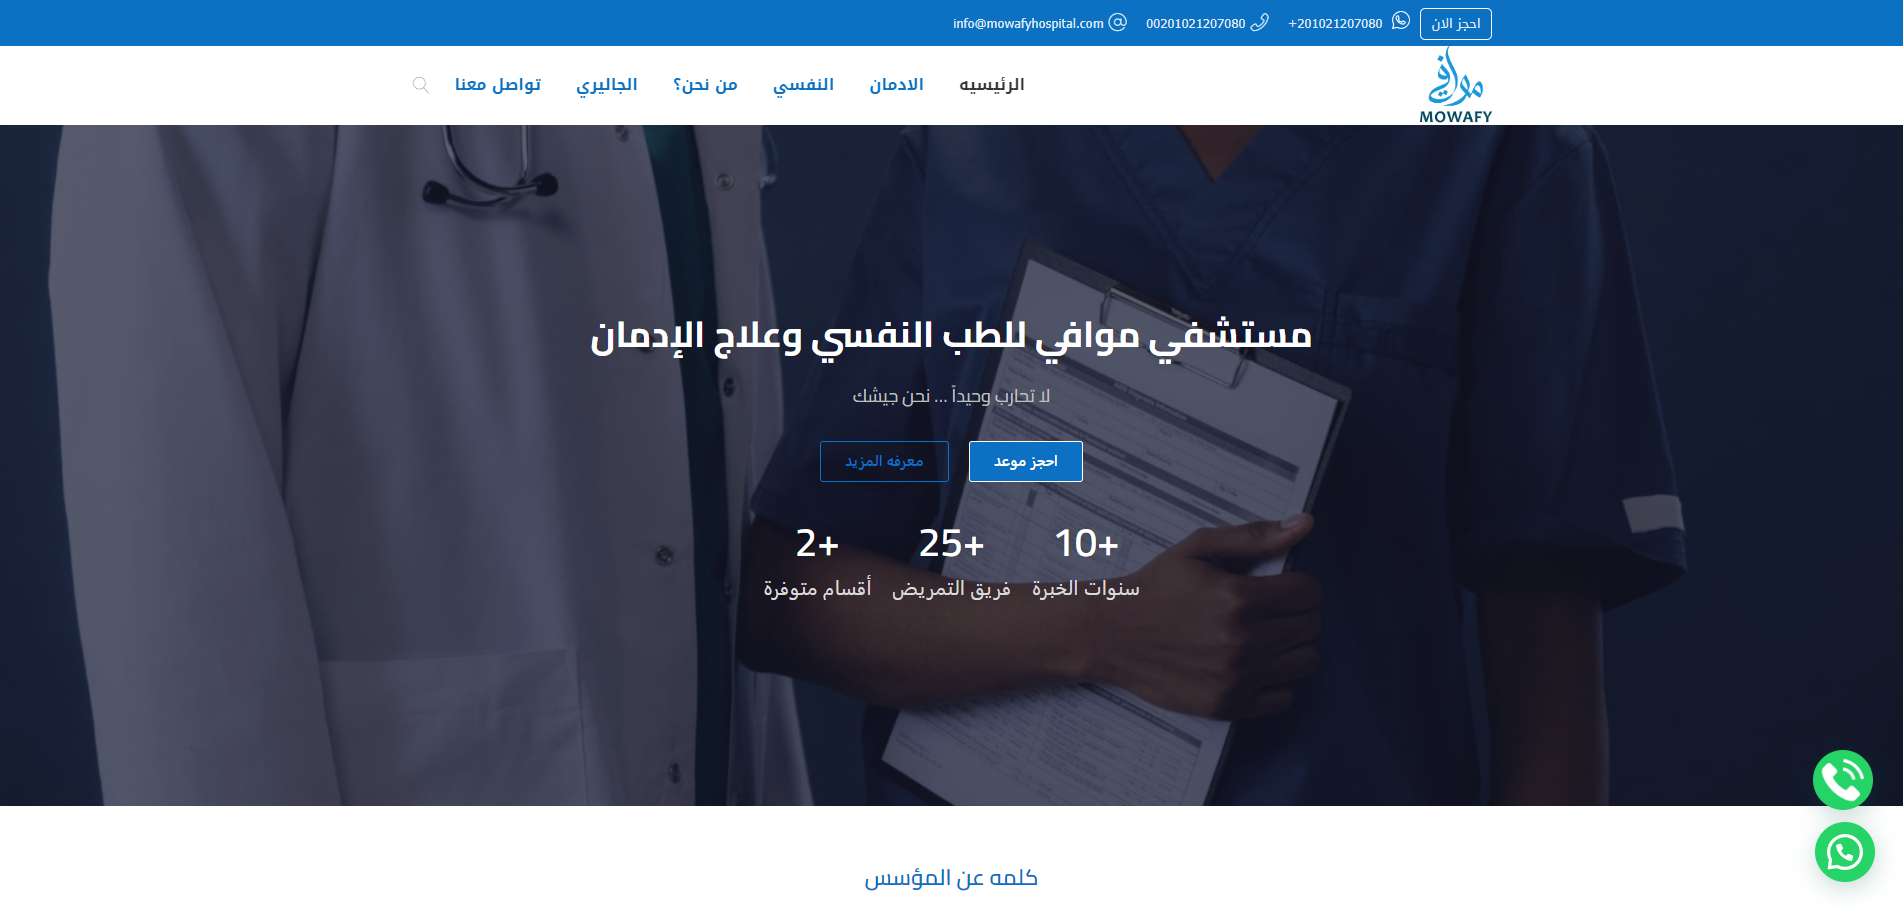 احجز الان
+201021207080
00201021207080
info@mowafyhospital.com
موافي
MOWAFY
الرئيسيه
الادمان
النفسي
من نحن؟
الجاليري
تواصل معنا
مستشفي موافي للطب النفسي وعلاج الإدمان
لا تحارب وحيداً ... نحن جيشك
احجز موعد
معرفه المزيد
10+
25+
2+
سنوات الخبرة
فريق التمريض
أقسام متوفرة
كلمه عن المؤسس